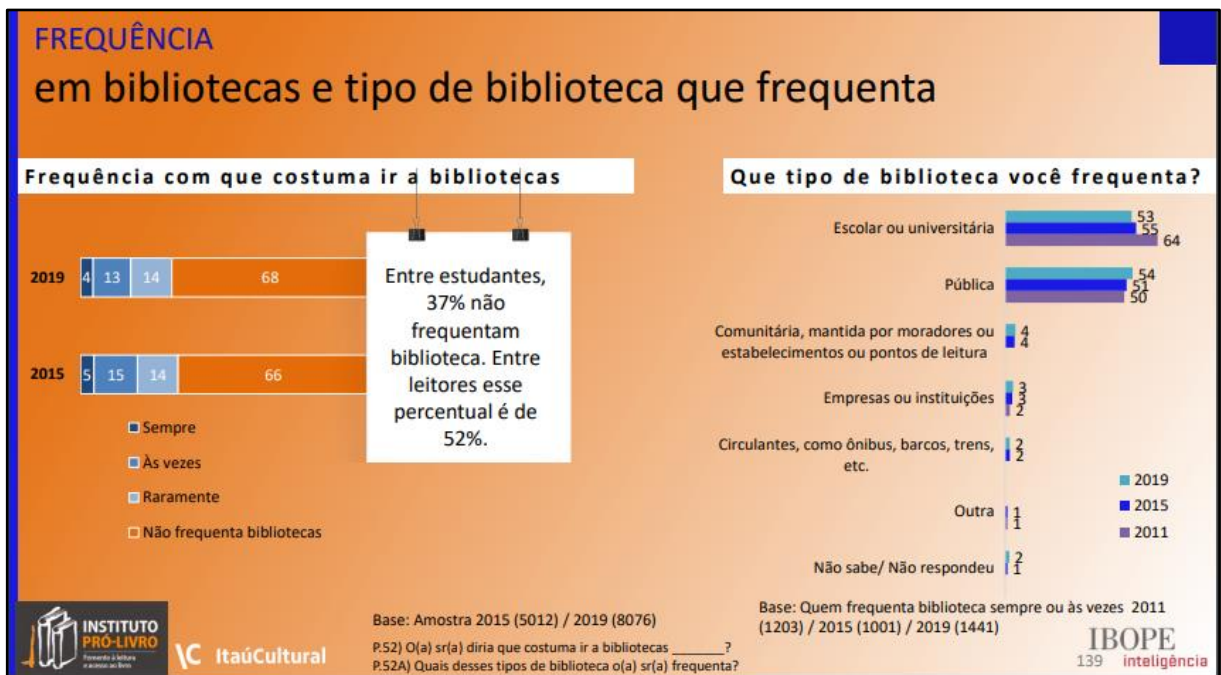 FREQUÊNCIA
em bibliotecas e tipo de biblioteca que frequenta
Frequência com que costuma ir a bibliotecas
2019 4 13 14 68
2015 5 15 14 66
Sempre
Às vezes
Raramente
Não frequenta bibliotecas
Entre estudantes,
37% não
frequentam
biblioteca. Entre
leitores esse
percentual é de
52%.
Que tipo de biblioteca você frequenta?
Escolar ou universitária
53
55
64
Pública
54
51
50
Comunitária, mantida por moradores ou
estabelecimentos ou pontos de leitura
4
4
Empresas ou instituições
3
3
2
Circulantes, como ônibus, barcos, trens,
etc.
2
2
Outra
1
1
Não sabe/ Não respondeu
2
1
2019
2015
2011
INSTITUTO
PRÓ-LIVRO
Fomento à leitura
e acesso ao livro
ItaúCultural
Base: Amostra 2015 (5012) / 2019 (8076)
P.52) O(a) sr(a) diria que costuma ir a bibliotecas _______?
P.52A) Quais desses tipos de biblioteca o(a) sr(a) frequenta?
Base: Quem frequenta biblioteca sempre ou às vezes 2011
(1203) / 2015 (1001) / 2019 (1441)
IBOPE
139 inteligência